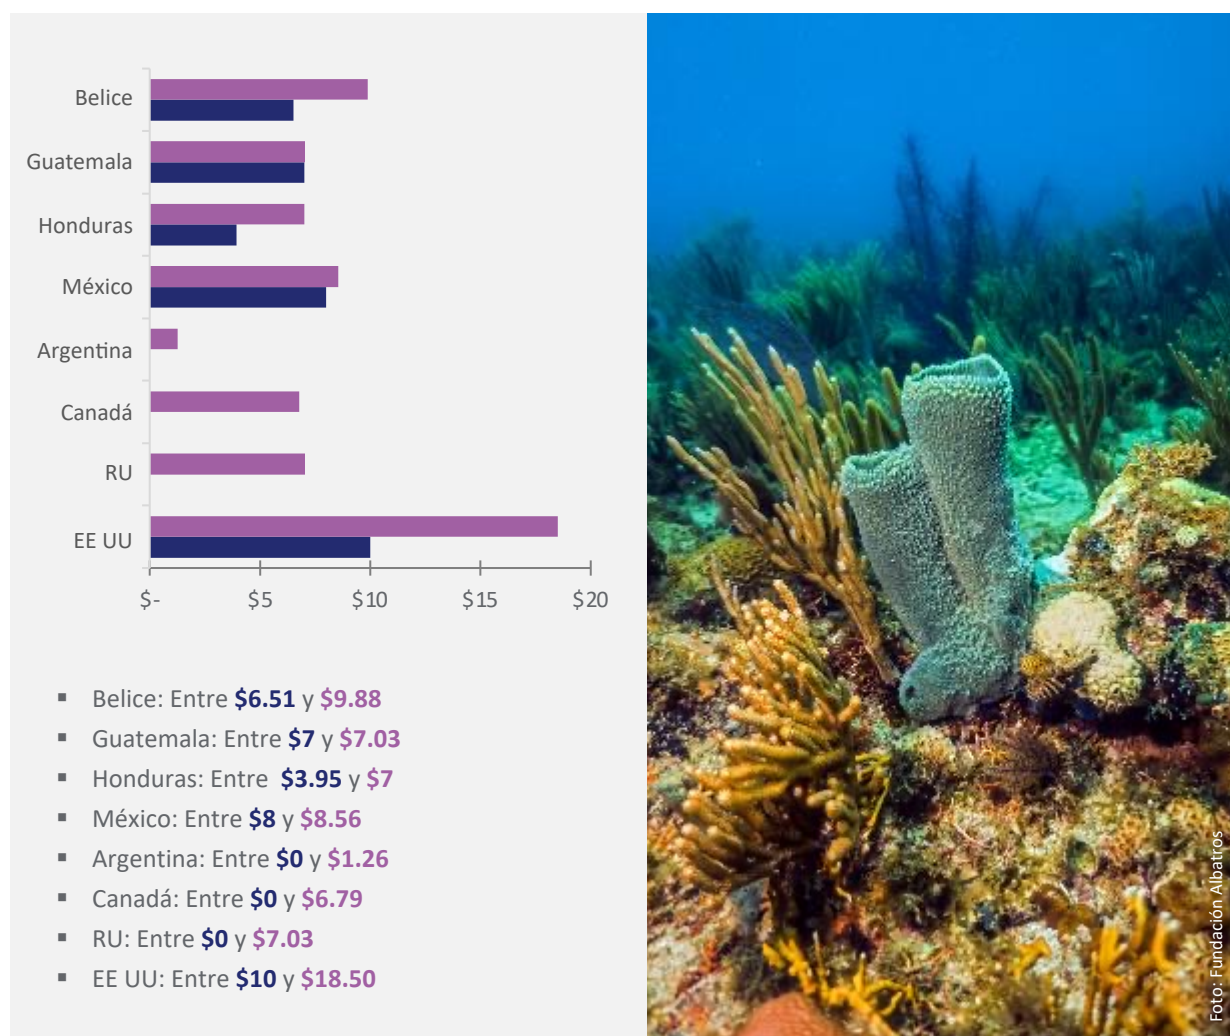 Belice
Guatemala
Honduras
México
Argentina
Canadá
RU
EE UU
$- $5 $10 $15 $20
▪ Belice: Entre $6.51 y $9.88
▪ Guatemala: Entre $7 y $7.03
▪ Honduras: Entre $3.95 y $7
▪ México: Entre $8 y $8.56
▪ Argentina: Entre $0 y $1.26
▪ Canadá: Entre $0 y $6.79
▪ RU: Entre $0 y $7.03
▪ EE UU: Entre $10 y $18.50
Foto: Fundación Albatros